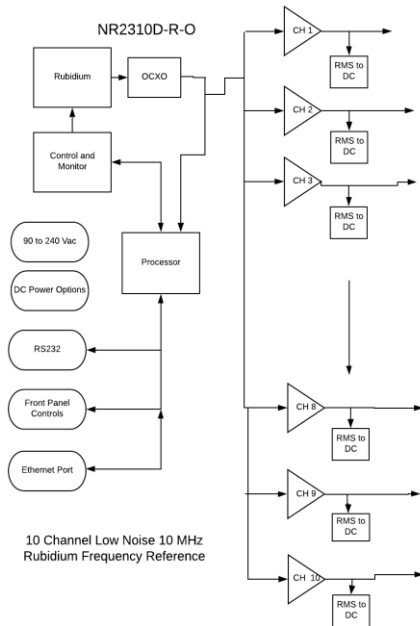 NR2310D-R-O
Rubidium
OCXO
CH 1
RMS to
DC
CH 2
RMS to
DC
Control and
Monitor
CH 3
RMS to
DC
90 to 240 Vac
Processor
DC Power Options
RS232
Front Panel
Controls
CH 8
RMS to
DC
Ethernet Port
CH 9
RMS to
DC
10 Channel Low Noise 10 MHz
Rubidium Frequency Reference
CH 10
RMS to
DC